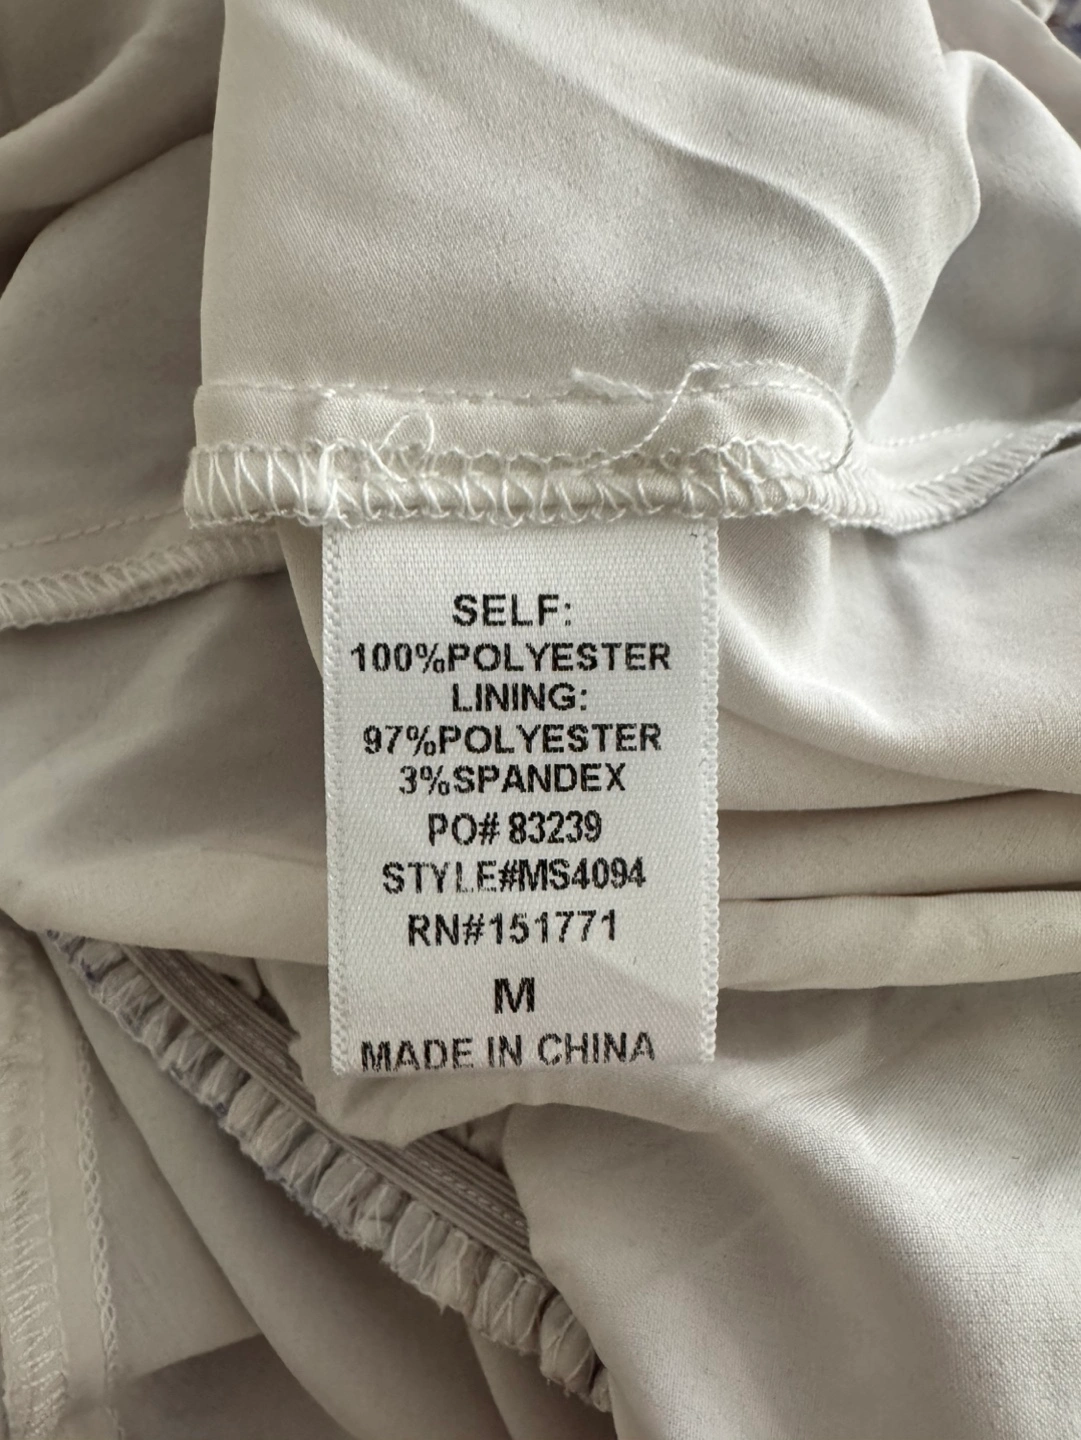 SELF:
100%POLYESTER
LINING:
97%POLYESTER
3%SPANDEX
PO# 83239
STYLE#MS4094
RN#151771
M
MADE IN CHINA